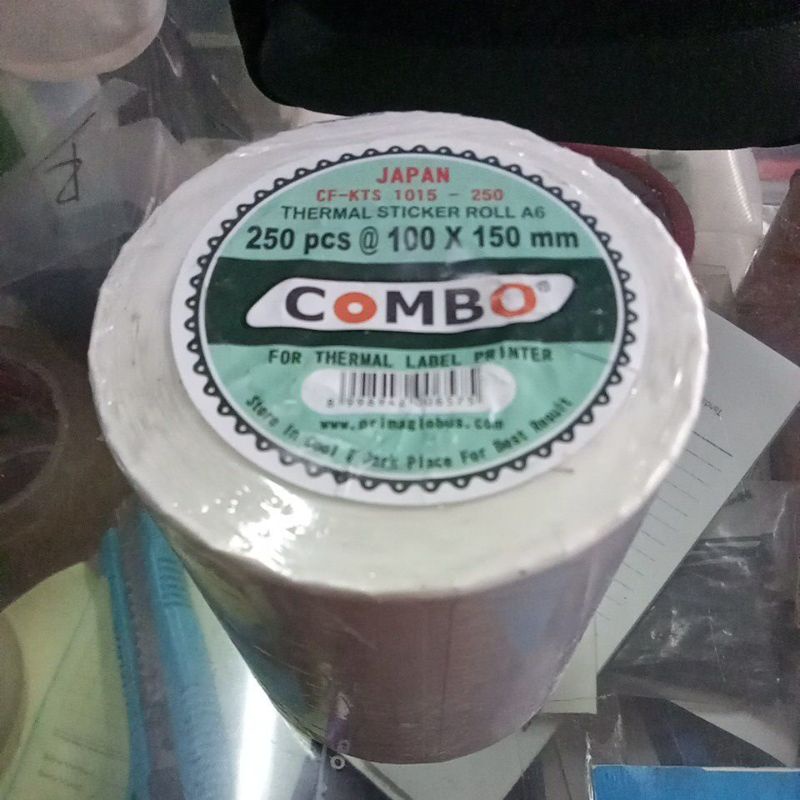 JAPAN
CF-KTS 1015 - 250
THERMAL STICKER ROLL A6
250 pcs @ 100 X 150 mm
COMBO®
FOR THERMAL LABEL PRINTER
www.primaglobus.com
Store In Cool & Dark Place For Best Result